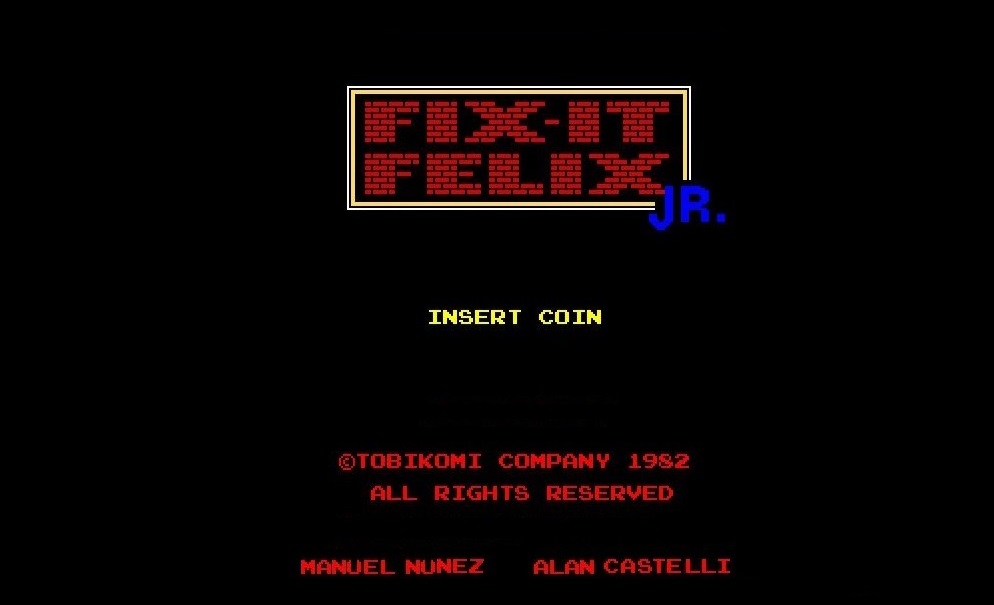 FIX-IT
FELIX
JR.
INSERT COIN
©TOBIKOMI COMPANY 1982
ALL RIGHTS RESERVED
MANUEL NUNEZ ALAN CASTELLI